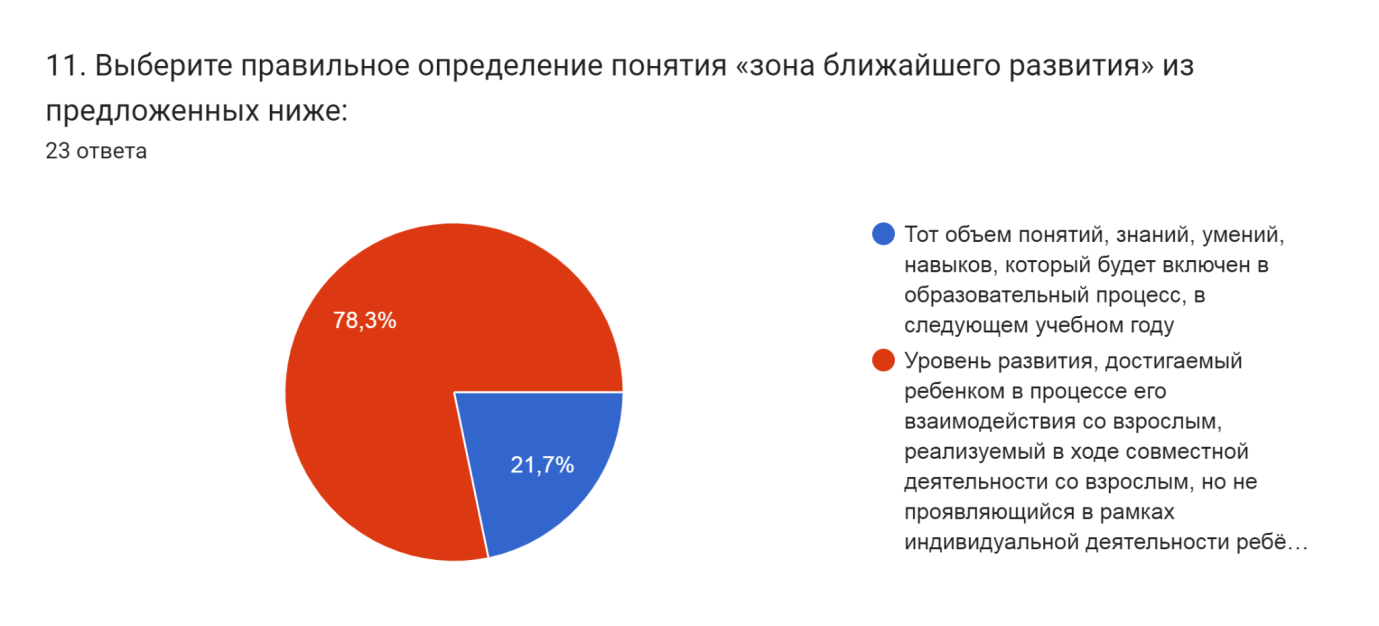 11. Выберите правильное определение понятия «зона ближайшего развития» из
предложенных ниже:
23 ответа
78,3%
21,7%
Тот объем понятий, знаний, умений,
навыков, который будет включен в
образовательный процесс, в
следующем учебном году
Уровень развития, достигаемый
ребенком в процессе его
взаимодействия со взрослым,
реализуемый в ходе совместной
деятельности со взрослым, но не
проявляющийся в рамках
индивидуальной деятельности ребё…